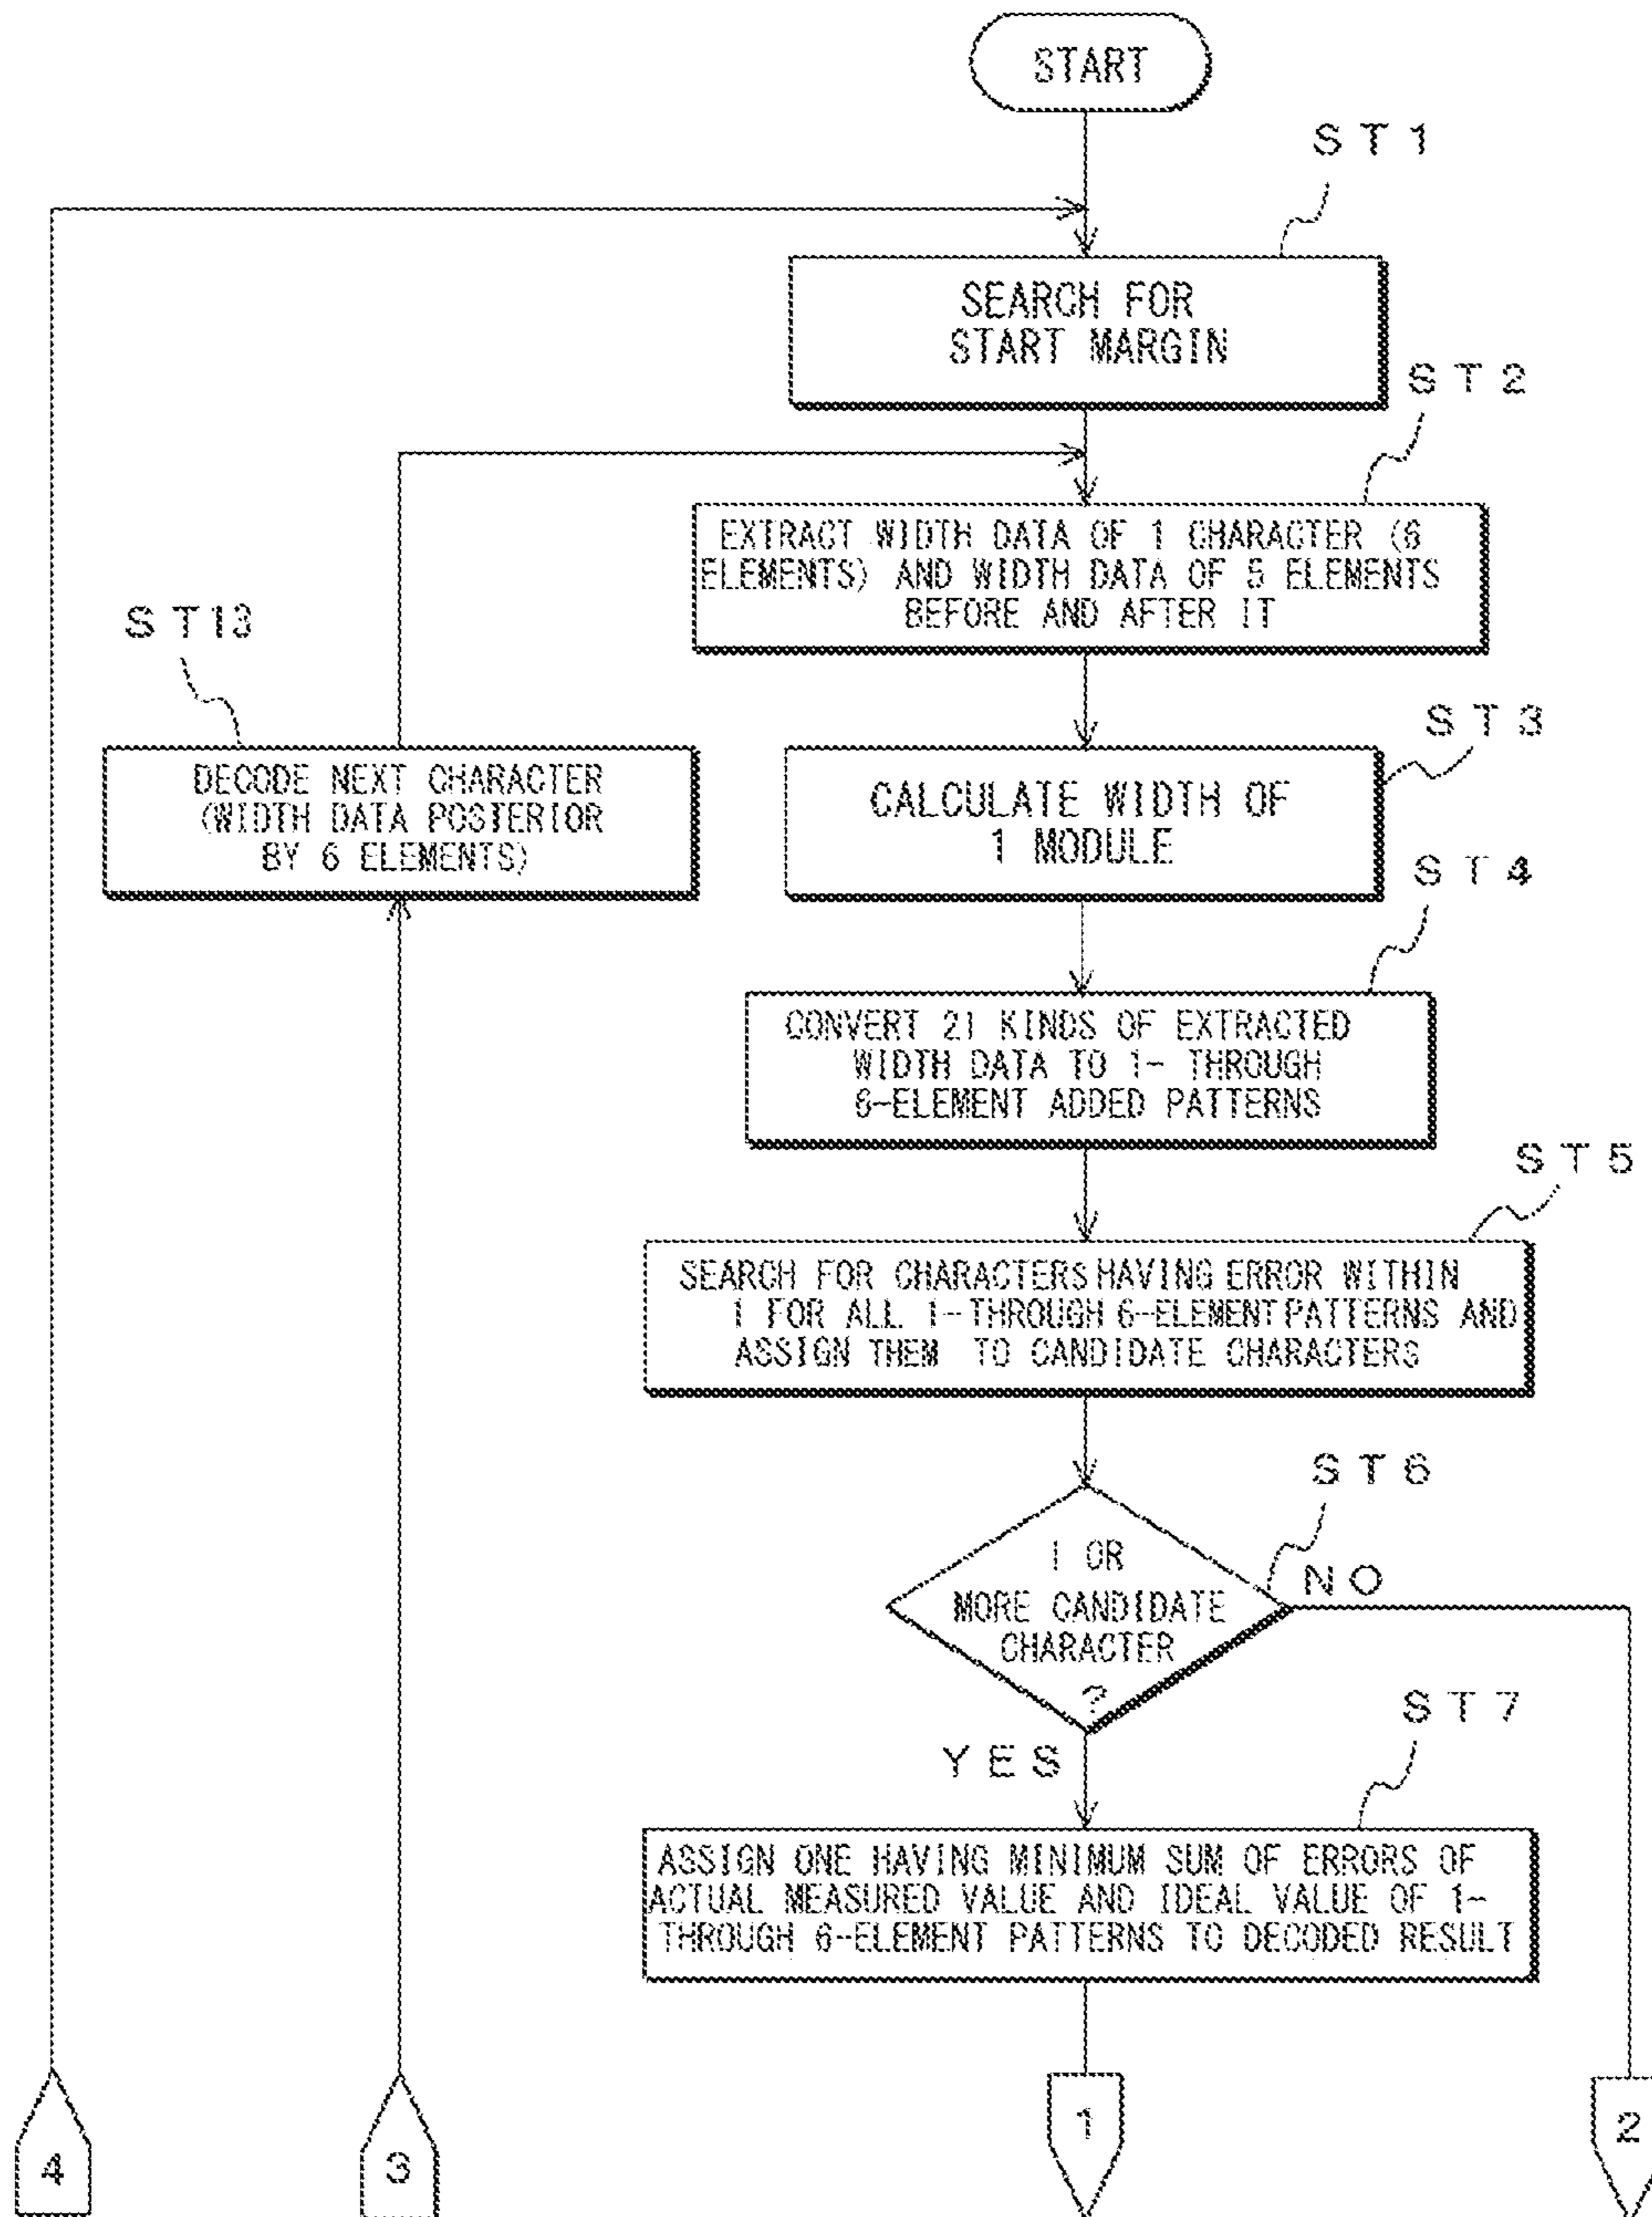 START
ST1
SEARCH FOR
START MARGIN
ST2
EXTRACT WIDTH DATA OF 1 CHARACTER (6
ELEMENTS) AND WIDTH DATA OF 5 ELEMENTS
BEFORE AND AFTER IT
ST13
DECODE NEXT CHARACTER
(WIDTH DATA POSTERIOR
BY 6 ELEMENTS)
ST3
CALCULATE WIDTH OF
1 MODULE
ST4
CONVERT 21 KINDS OF EXTRACTED
WIDTH DATA TO 1- THROUGH
6-ELEMENT ADDED PATTERNS
ST5
SEARCH FOR CHARACTERS HAVING ERROR WITHIN
1 FOR ALL 1-THROUGH 6-ELEMENT PATTERNS AND
ASSIGN THEM TO CANDIDATE CHARACTERS
ST6
1 OR
MORE CANDIDATE
CHARACTER
?
NO
YES
ST7
ASSIGN ONE HAVING MINIMUM SUM OF ERRORS OF
ACTUAL MEASURED VALUE AND IDEAL VALUE OF 1-
THROUGH 6-ELEMENT PATTERNS TO DECODED RESULT
4
3
1
2